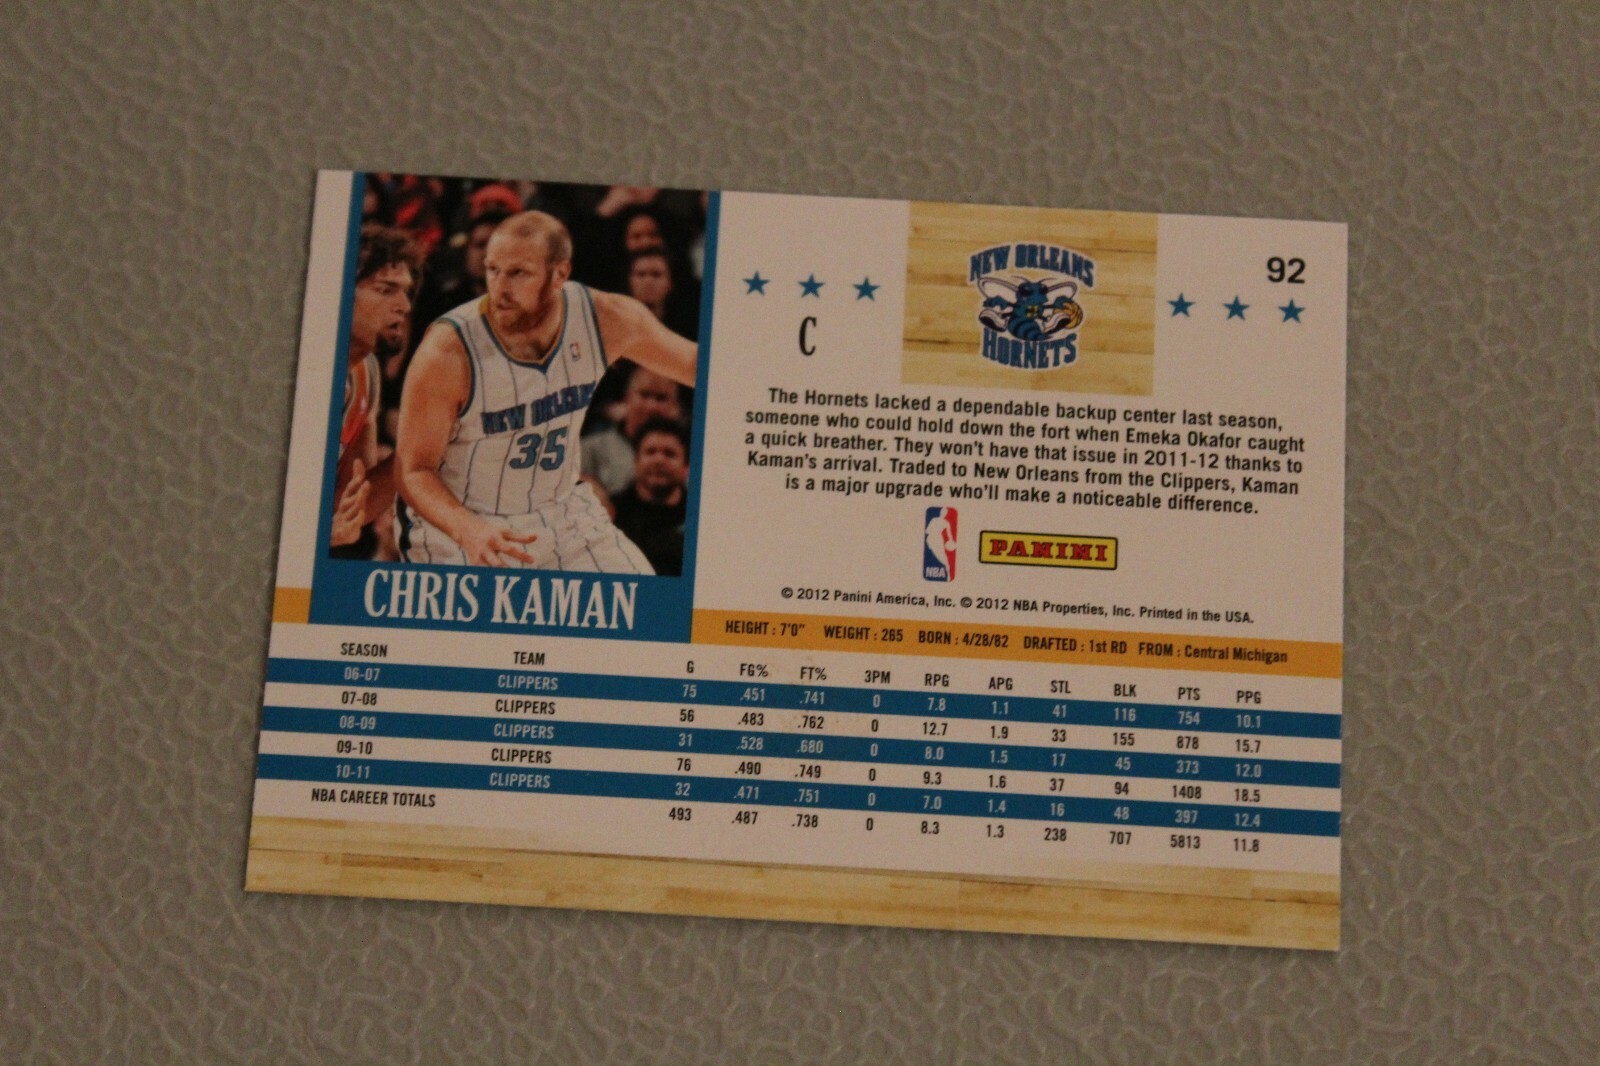 92
NEW ORLEANS
HORNETS
C
NEW ORLEANS
35
The Hornets lacked a dependable backup center last season,
someone who could hold down the fort when Emeka Okafor caught
a quick breather. They won't have that issue in 2011-12 thanks to
Kaman's arrival. Traded to New Orleans from the Clippers, Kaman
is a major upgrade who'll make a noticeable difference.
NBA
PANINI
© 2012 Panini America, Inc. © 2012 NBA Properties, Inc. Printed in the USA.
CHRIS KAMAN
HEIGHT : 7'0" WEIGHT : 265 BORN : 4/28/82 DRAFTED : 1st RD FROM : Central Michigan
SEASON TEAM G FG% FT% 3PM RPG APG STL BLK PTS PPG
06-07 CLIPPERS 75 .451 .741 0 7.8 1.1 41 116 754 10.1
07-08 CLIPPERS 56 .483 .762 0 12.7 1.9 33 155 878 15.7
08-09 CLIPPERS 31 .528 .680 0 8.0 1.5 17 45 373 12.0
09-10 CLIPPERS 76 .490 .749 0 9.3 1.6 37 94 1408 18.5
10-11 CLIPPERS 32 .471 .751 0 7.0 1.4 16 48 397 12.4
NBA CAREER TOTALS 493 .487 .738 0 8.3 1.3 238 707 5813 11.8